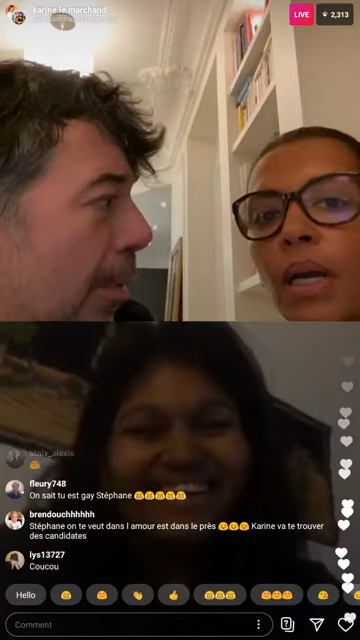 karine.le.marchand
LIVE
2,313
stniv_alexis
fleury748
On sait tu est gay Stéphane
brendouchhhhhh
Stéphane on te veut dans l amour est dans le près Karine va te trouver
des candidates
lys13727
Coucou
Hello
Comment